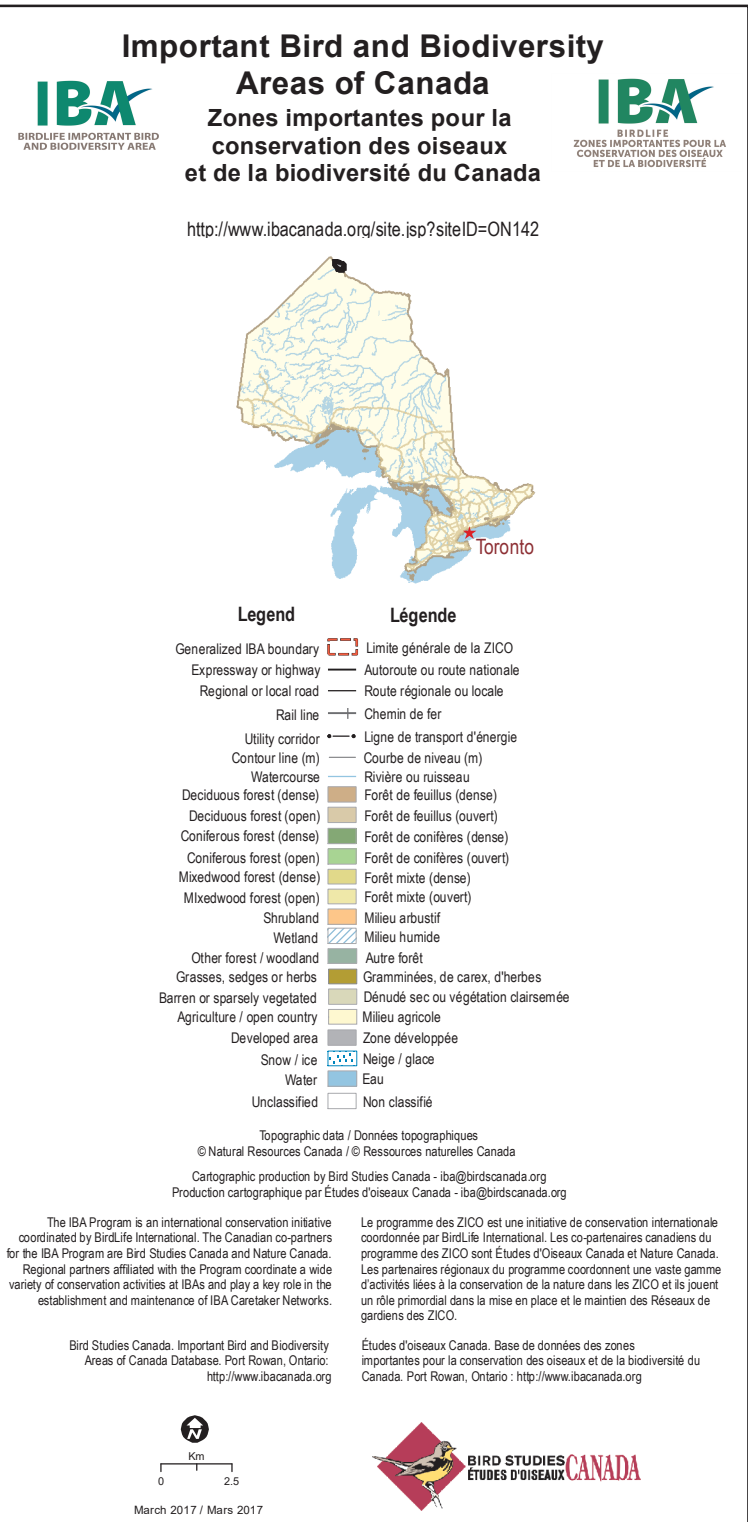 Important Bird and Biodiversity
Areas of Canada
Zones importantes pour la
conservation des oiseaux
et de la biodiversité du Canada
IBA
BIRDLIFE IMPORTANT BIRD
AND BIODIVERSITY AREA
IBA
BIRDLIFE
ZONES IMPORTANTES POUR LA
CONSERVATION DES OISEAUX
ET DE LA BIODIVERSITÉ
http://www.ibacanada.org/site.jsp?siteID=ON142
Toronto
Legend Légende
Generalized IBA boundary Limite générale de la ZICO
Expressway or highway Autoroute ou route nationale
Regional or local road Route régionale ou locale
Rail line Chemin de fer
Utility corridor Ligne de transport d'énergie
Contour line (m) Courbe de niveau (m)
Watercourse Rivière ou ruisseau
Deciduous forest (dense) Forêt de feuillus (dense)
Deciduous forest (open) Forêt de feuillus (ouvert)
Coniferous forest (dense) Forêt de conifères (dense)
Coniferous forest (open) Forêt de conifères (ouvert)
Mixedwood forest (dense) Forêt mixte (dense)
MIxedwood forest (open) Forêt mixte (ouvert)
Shrubland Milieu arbustif
Wetland Milieu humide
Other forest / woodland Autre forêt
Grasses, sedges or herbs Gramminées, de carex, d'herbes
Barren or sparsely vegetated Dénudé sec ou végétation clairsemée
Agriculture / open country Milieu agricole
Developed area Zone développée
Snow / ice Neige / glace
Water Eau
Unclassified Non classifié
Topographic data / Données topographiques
© Natural Resources Canada / © Ressources naturelles Canada
Cartographic production by Bird Studies Canada - iba@birdscanada.org
Production cartographique par Études d'oiseaux Canada - iba@birdscanada.org
The IBA Program is an international conservation initiative
coordinated by BirdLife International. The Canadian co-partners
for the IBA Program are Bird Studies Canada and Nature Canada.
Regional partners affiliated with the Program coordinate a wide
variety of conservation activities at IBAs and play a key role in the
establishment and maintenance of IBA Caretaker Networks.
Le programme des ZICO est une initiative de conservation internationale
coordonnée par BirdLife International. Les co-partenaires canadiens du
programme des ZICO sont Études d'Oiseaux Canada et Nature Canada.
Les partenaires régionaux du programme coordonnent une vaste gamme
d'activités liées à la conservation de la nature dans les ZICO et ils jouent
un rôle primordial dans la mise en place et le maintien des Réseaux de
gardiens des ZICO.
Bird Studies Canada. Important Bird and Biodiversity
Areas of Canada Database. Port Rowan, Ontario:
http://www.ibacanada.org
Études d'oiseaux Canada. Base de données des zones
importantes pour la conservation des oiseaux et de la biodiversité du
Canada. Port Rowan, Ontario : http://www.ibacanada.org
N
Km
0 2.5
March 2017 / Mars 2017
BIRD STUDIES
ÉTUDES D'OISEAUX CANADA